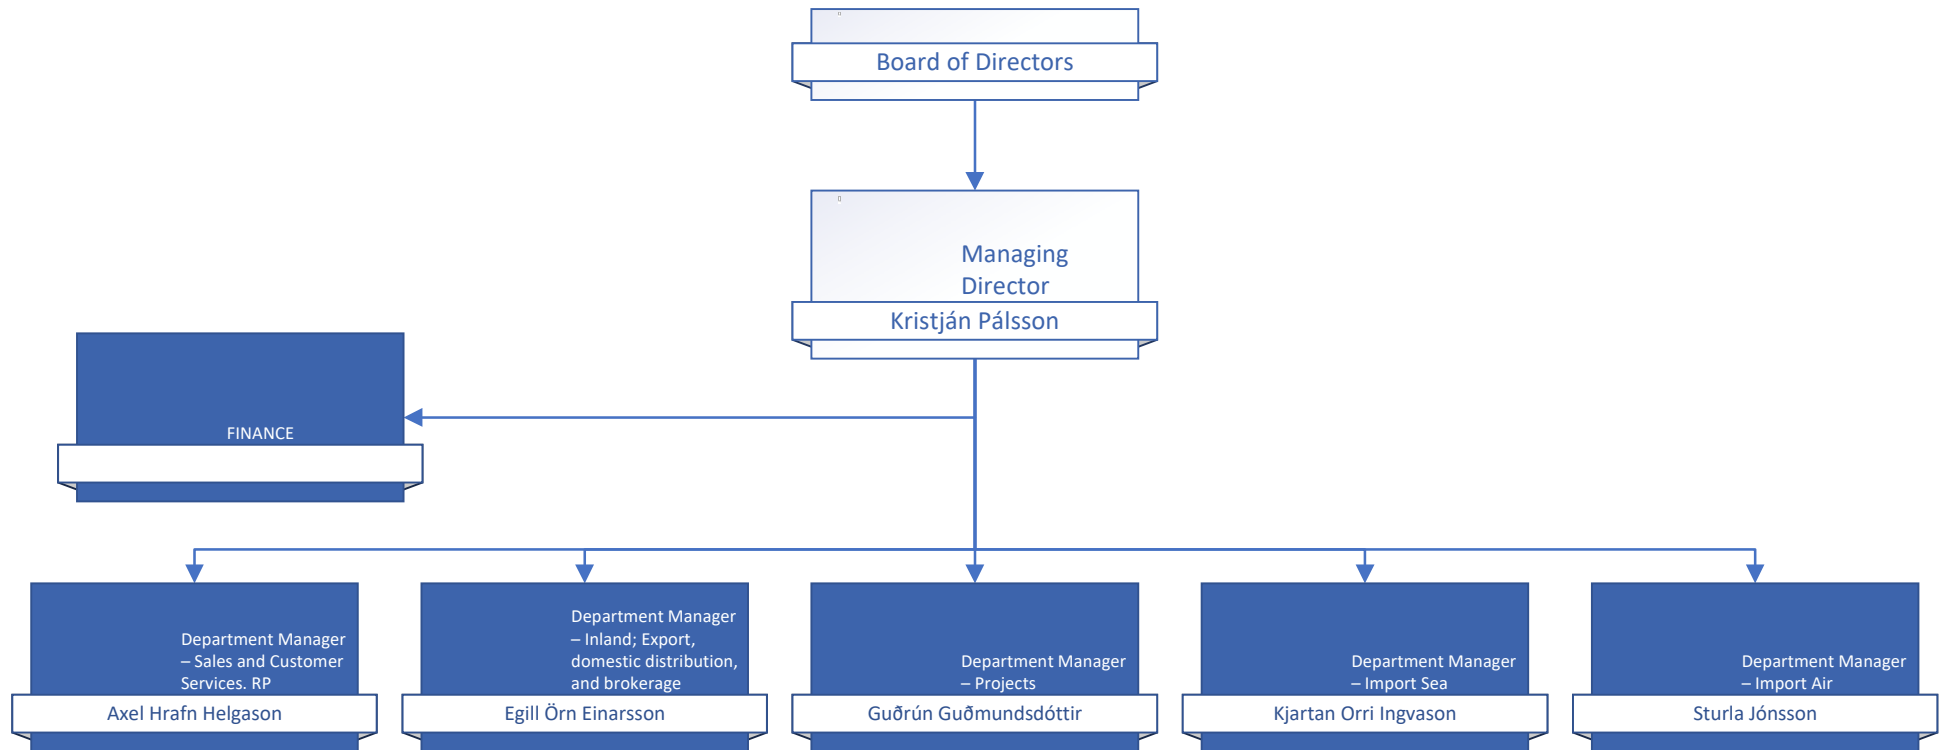 Board of Directors
Managing
Director
Kristján Pálsson
FINANCE
Department Manager
– Sales and Customer
Services. RP
Axel Hrafn Helgason
Department Manager
– Inland; Export,
domestic distribution,
and brokerage
Egill Örn Einarsson
Department Manager
– Projects
Guðrún Guðmundsdóttir
Department Manager
– Import Sea
Kjartan Orri Ingvason
Department Manager
– Import Air
Sturla Jónsson